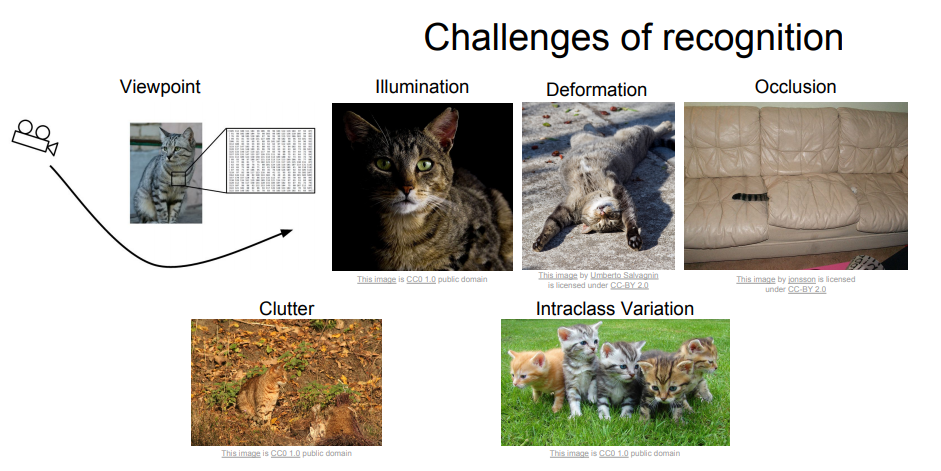 Challenges of recognition
Viewpoint
Illumination
Deformation
Occlusion
This image is CC0 1.0 public domain
This image by Umberto Salvagnin
is licensed under CC-BY 2.0
This image by jonsson is licensed
under CC-BY 2.0
Clutter
Intraclass Variation
This image is CC0 1.0 public domain
This image is CC0 1.0 public domain